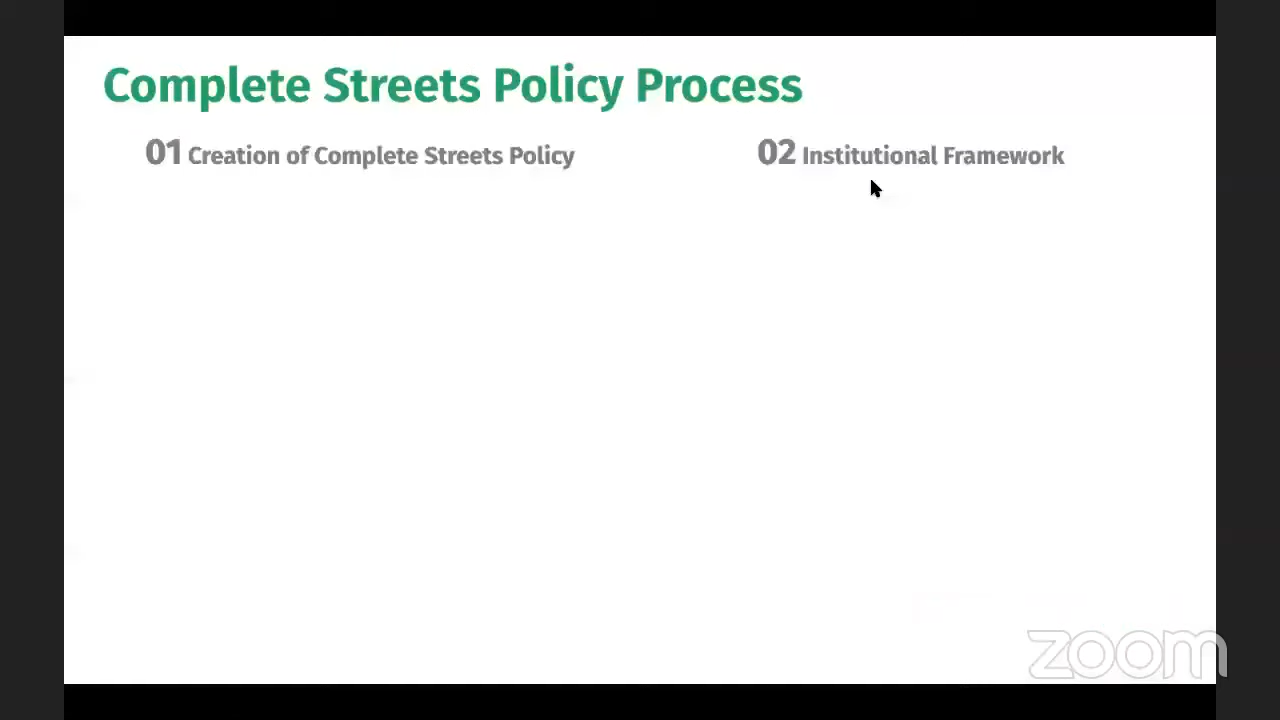 Complete Streets Policy Process
01 Creation of Complete Streets Policy
02 Institutional Framework
zoom